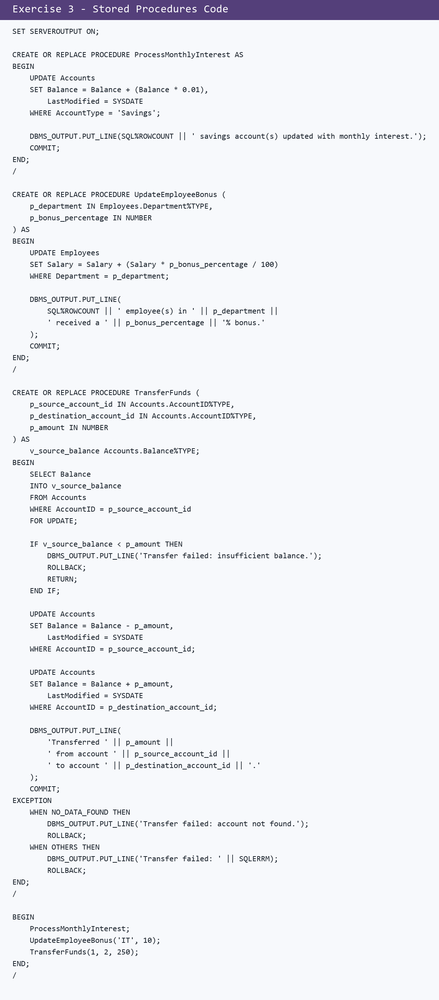 Exercise 3 - Stored Procedures Code
SET SERVEROUTPUT ON;

CREATE OR REPLACE PROCEDURE ProcessMonthlyInterest AS
BEGIN
    UPDATE Accounts
    SET Balance = Balance + (Balance * 0.01),
        LastModified = SYSDATE
    WHERE AccountType = 'Savings';

    DBMS_OUTPUT.PUT_LINE(SQL%ROWCOUNT || ' savings account(s) updated with monthly interest.');
    COMMIT;
END;
/

CREATE OR REPLACE PROCEDURE UpdateEmployeeBonus (
    p_department IN Employees.Department%TYPE,
    p_bonus_percentage IN NUMBER
) AS
BEGIN
    UPDATE Employees
    SET Salary = Salary + (Salary * p_bonus_percentage / 100)
    WHERE Department = p_department;

    DBMS_OUTPUT.PUT_LINE(
        SQL%ROWCOUNT || ' employee(s) in ' || p_department ||
        ' received a ' || p_bonus_percentage || '% bonus.'
    );
    COMMIT;
END;
/

CREATE OR REPLACE PROCEDURE TransferFunds (
    p_source_account_id IN Accounts.AccountID%TYPE,
    p_destination_account_id IN Accounts.AccountID%TYPE,
    p_amount IN NUMBER
) AS
    v_source_balance Accounts.Balance%TYPE;
BEGIN
    SELECT Balance
    INTO v_source_balance
    FROM Accounts
    WHERE AccountID = p_source_account_id
    FOR UPDATE;

    IF v_source_balance < p_amount THEN
        DBMS_OUTPUT.PUT_LINE('Transfer failed: insufficient balance.');
        ROLLBACK;
        RETURN;
    END IF;

    UPDATE Accounts
    SET Balance = Balance - p_amount,
        LastModified = SYSDATE
    WHERE AccountID = p_source_account_id;

    UPDATE Accounts
    SET Balance = Balance + p_amount,
        LastModified = SYSDATE
    WHERE AccountID = p_destination_account_id;

    DBMS_OUTPUT.PUT_LINE(
        'Transferred ' || p_amount ||
        ' from account ' || p_source_account_id ||
        ' to account ' || p_destination_account_id || '.'
    );
    COMMIT;
EXCEPTION
    WHEN NO_DATA_FOUND THEN
        DBMS_OUTPUT.PUT_LINE('Transfer failed: account not found.');
        ROLLBACK;
    WHEN OTHERS THEN
        DBMS_OUTPUT.PUT_LINE('Transfer failed: ' || SQLERRM);
        ROLLBACK;
END;
/

BEGIN
    ProcessMonthlyInterest;
    UpdateEmployeeBonus('IT', 10);
    TransferFunds(1, 2, 250);
END;
/